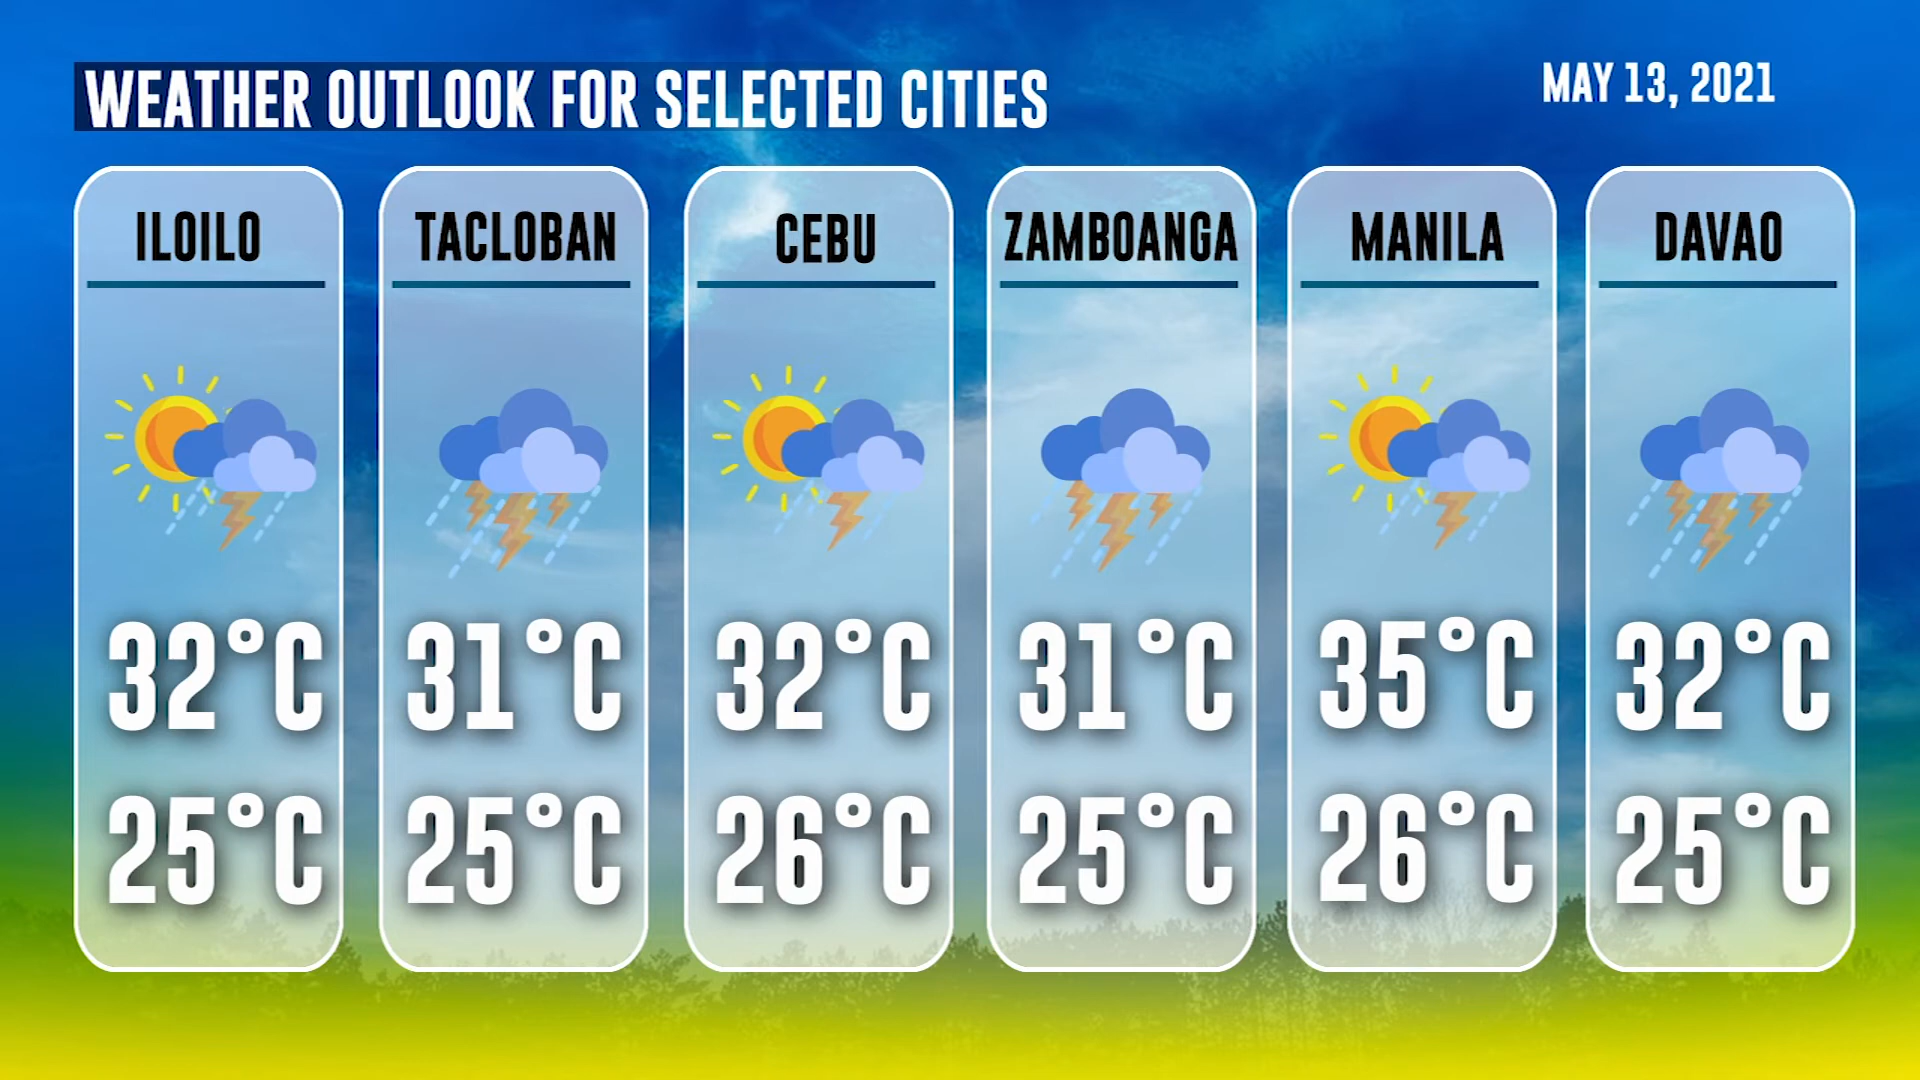 WEATHER OUTLOOK FOR SELECTED CITIES
MAY 13, 2021
ILOILO
32°C
25°C
TACLOBAN
31°C
25°C
CEBU
32°C
26°C
ZAMBOANGA
31°C
25°C
MANILA
35°C
26°C
DAVAO
32°C
25°C